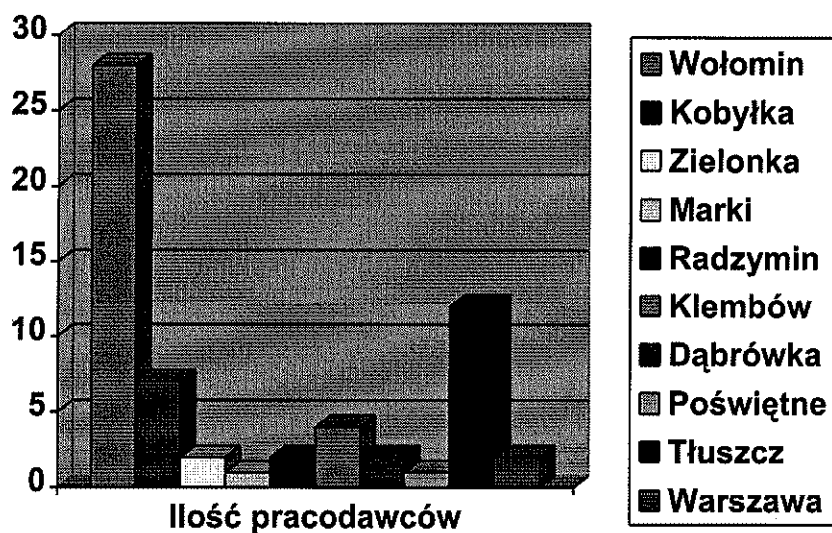 30
25
20
15
10
5
0
Ilość pracodawców
Wołomin
Kobyłka
Zielonka
Marki
Radzymin
Klembów
Dąbrówka
Poświętne
Tłuszcz
Warszawa